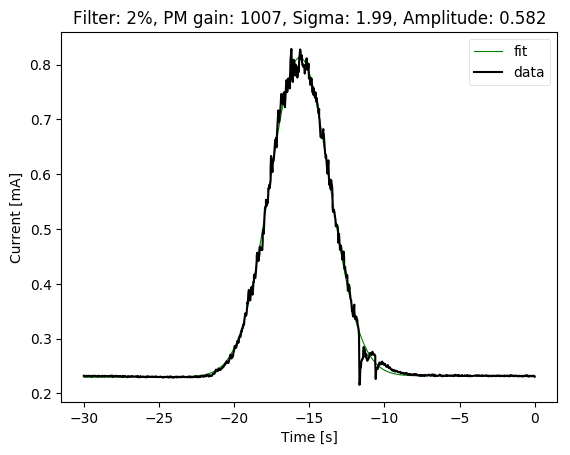 Filter: 2%, PM gain: 1007, Sigma: 1.99, Amplitude: 0.582
fit
data
0.8
0.7
0.6
0.5
0.4
0.3
0.2
Current [mA]
−30
−25
−20
−15
−10
−5
0
Time [s]